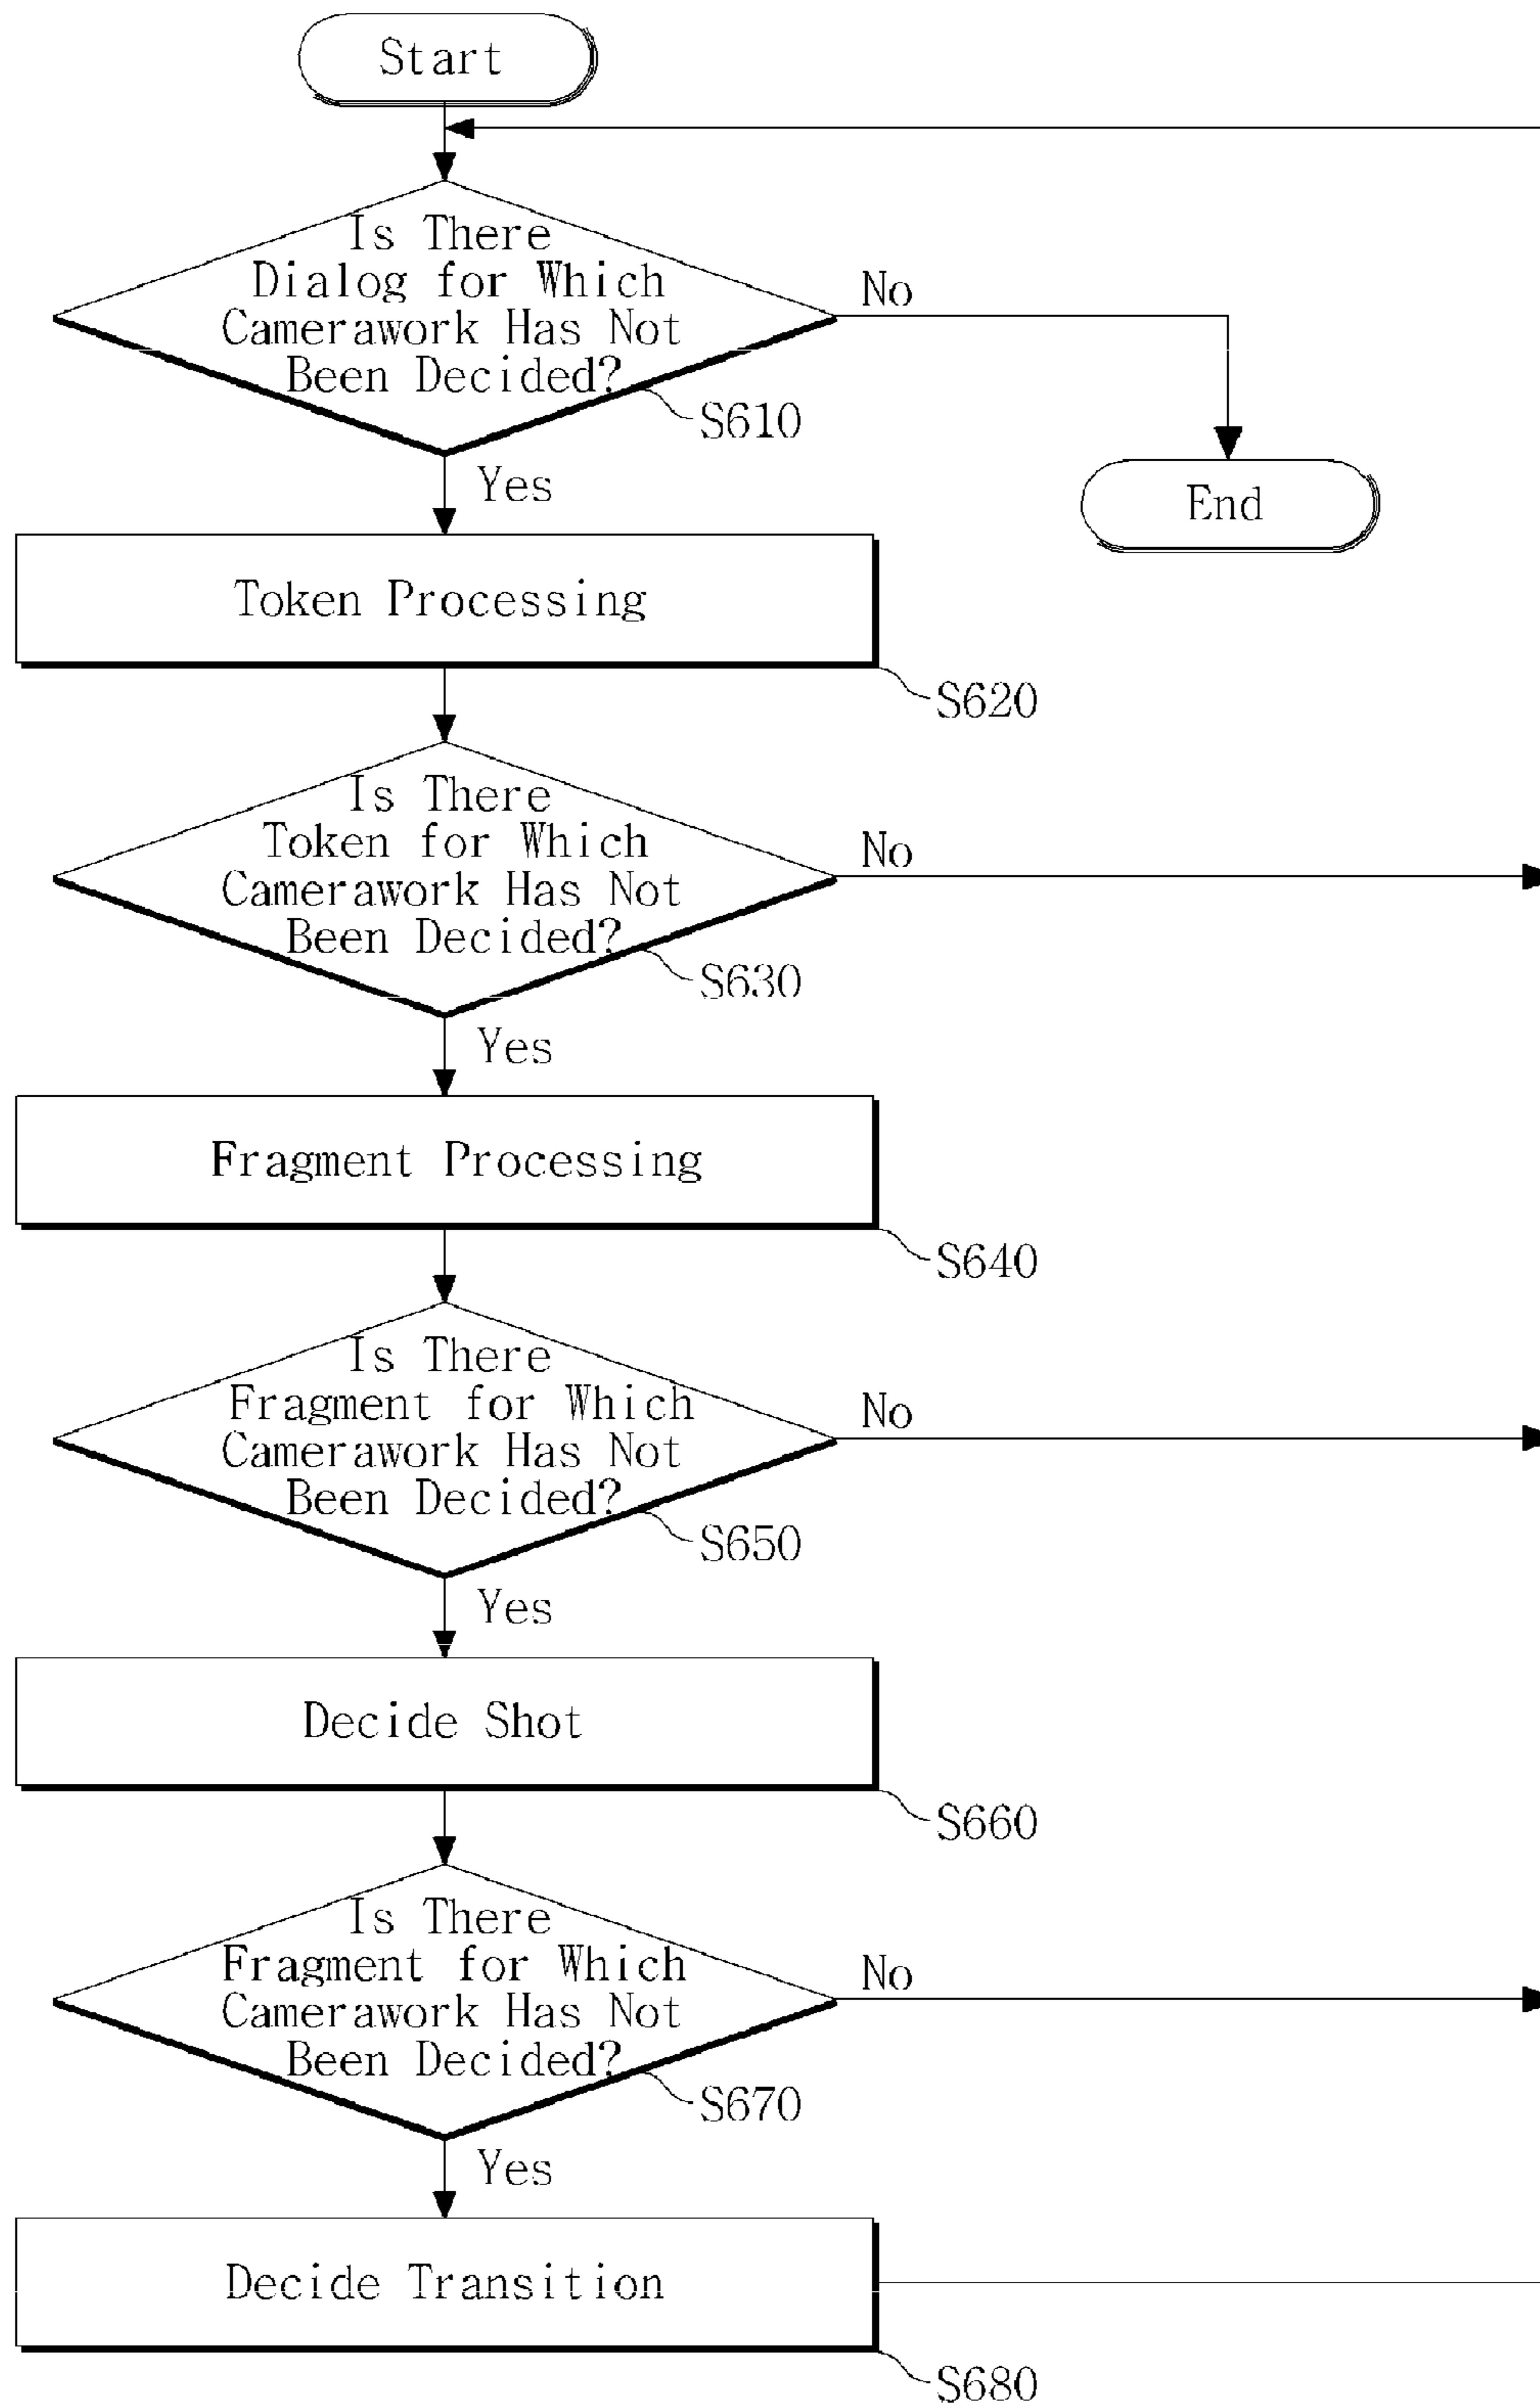 Start
Is There
Dialog for Which
Camerawork Has Not
Been Decided?
No
S610
Yes
End
Token Processing
S620
Is There
Token for Which
Camerawork Has Not
Been Decided?
No
S630
Yes
Fragment Processing
S640
Is There
Fragment for Which
Camerawork Has Not
Been Decided?
No
S650
Yes
Decide Shot
S660
Is There
Fragment for Which
Camerawork Has Not
Been Decided?
No
S670
Yes
Decide Transition
S680